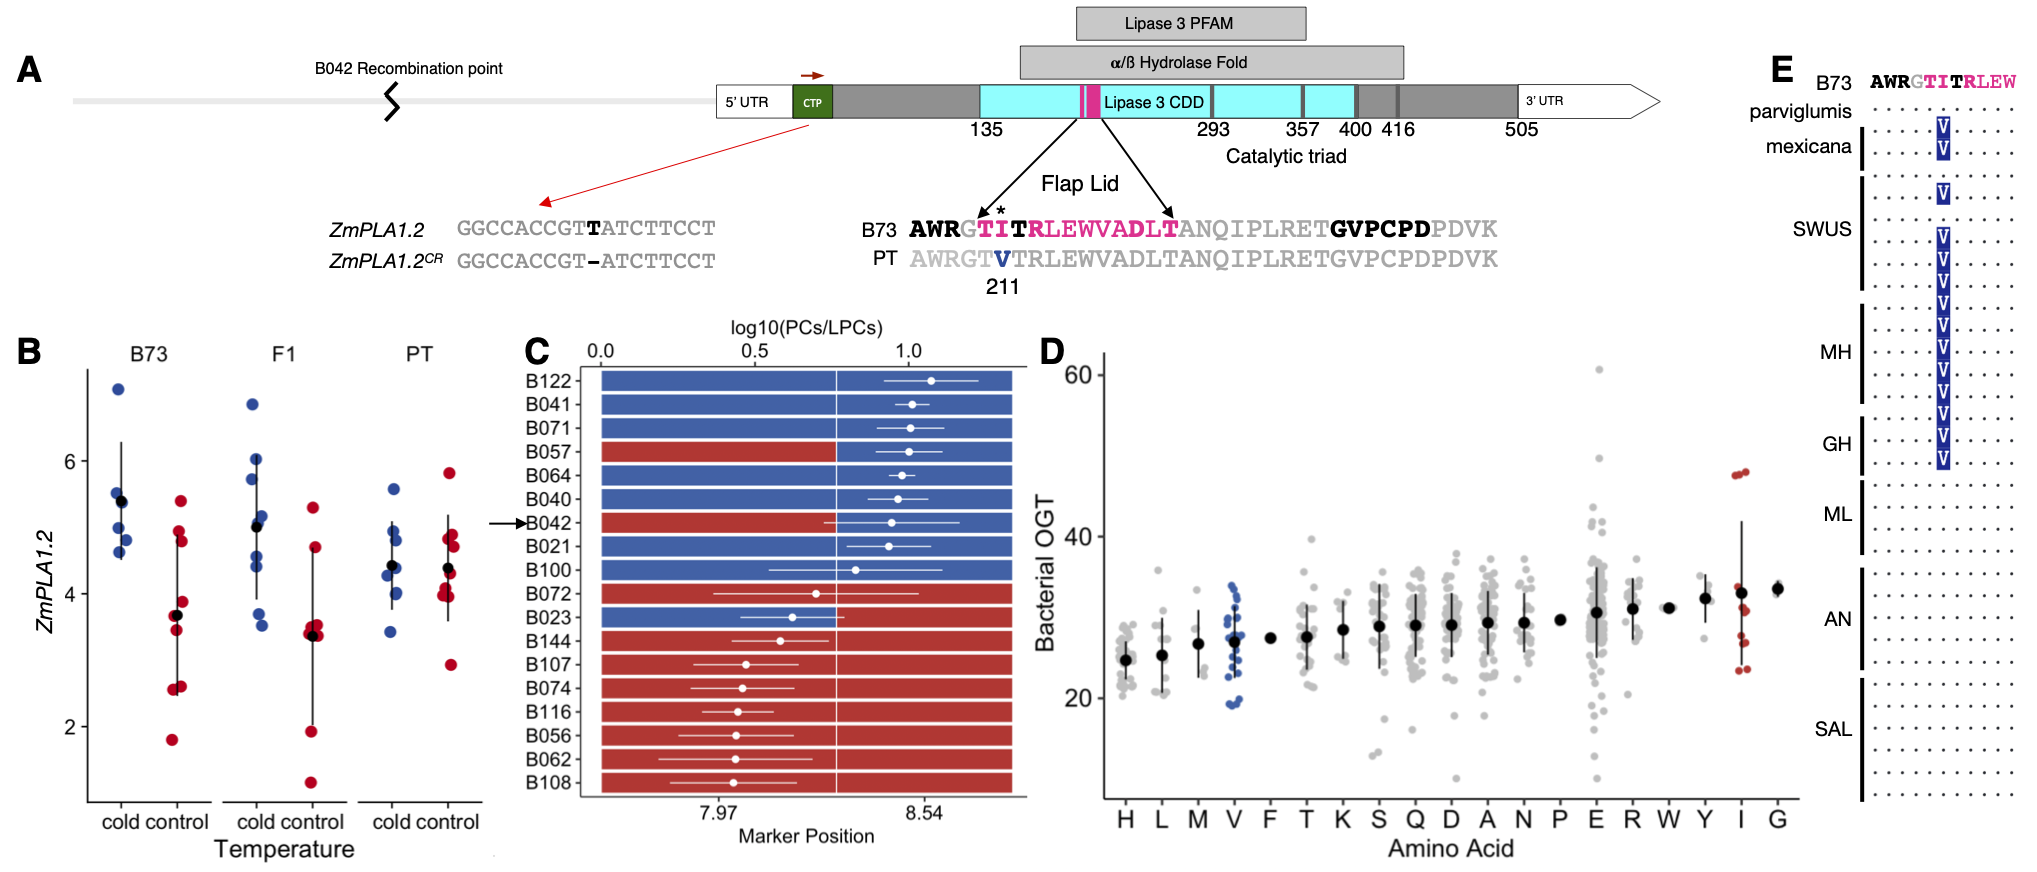 A
B042 Recombination point
Lipase 3 PFAM
α/ß Hydrolase Fold
5' UTR
CTP
Lipase 3 CDD
3' UTR
135
293
357
400
416
505
Catalytic triad
Flap Lid
*
ZmPLA1.2 GGCCACCGTTATCTTCCT
ZmPLA1.2CR GGCCACCGT–ATCTTCCT
B73 AWRGTITRLEWVADLTANQIPLRETGVPCPDPDVK
PT AWRGTVTRLEWVADLTANQIPLRETGVPCPDPDVK
211
B
B73 F1 PT
ZmPLA1.2
6
4
2
cold control cold control cold control
Temperature
C
log10(PCs/LPCs)
0.0 0.5 1.0
B122
B041
B071
B057
B064
B040
B042
B021
B100
B072
B023
B144
B107
B074
B116
B056
B062
B108
7.97 8.54
Marker Position
D
Bacterial OGT
60
40
20
H L M V F T K S Q D A N P E R W Y I G
Amino Acid
E
B73 AWRGTITRLEW
parviglumis
V
mexicana V
V
SWUS
V
V
V
V
V
MH V
V
V
V
GH V
V
ML
AN
SAL